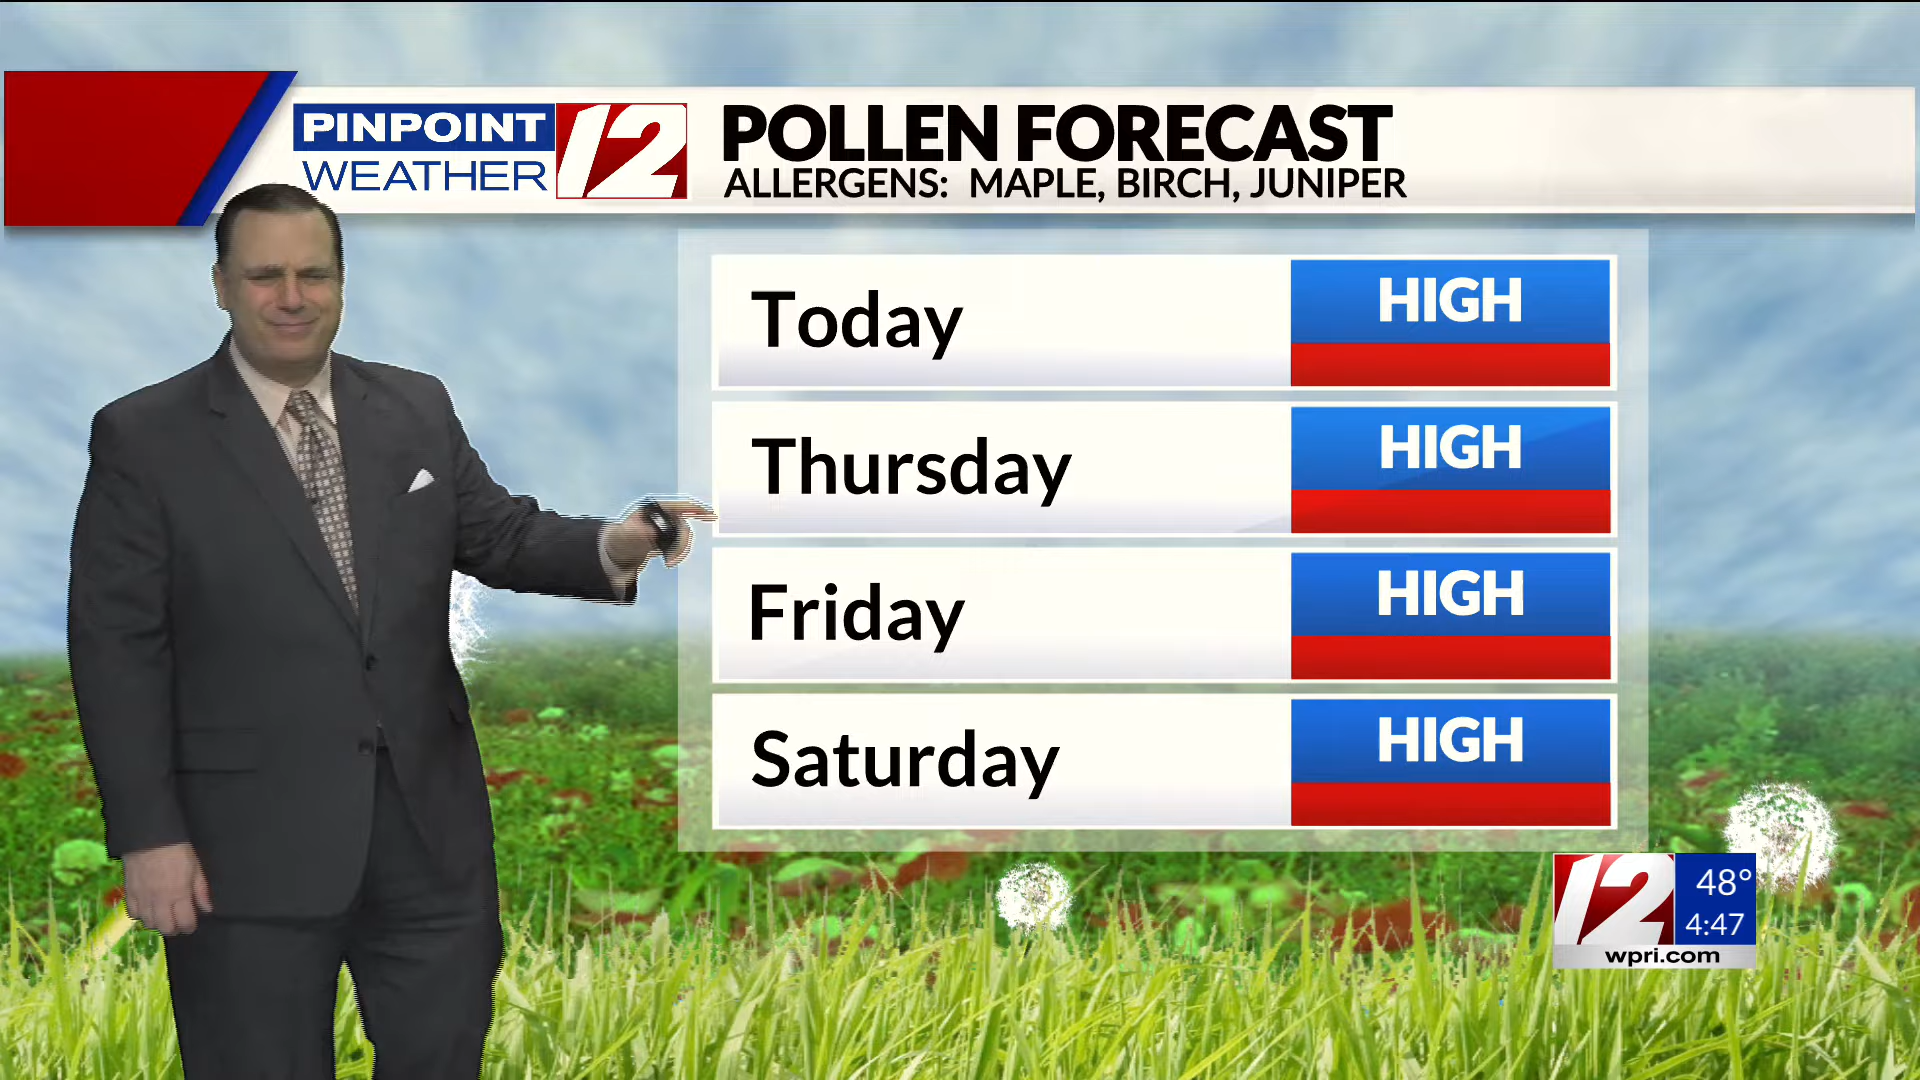 PINPOINT
WEATHER
12
POLLEN FORECAST
ALLERGENS: MAPLE, BIRCH, JUNIPER
Today HIGH
Thursday HIGH
Friday HIGH
Saturday HIGH
12
48°
4:47
wpri.com